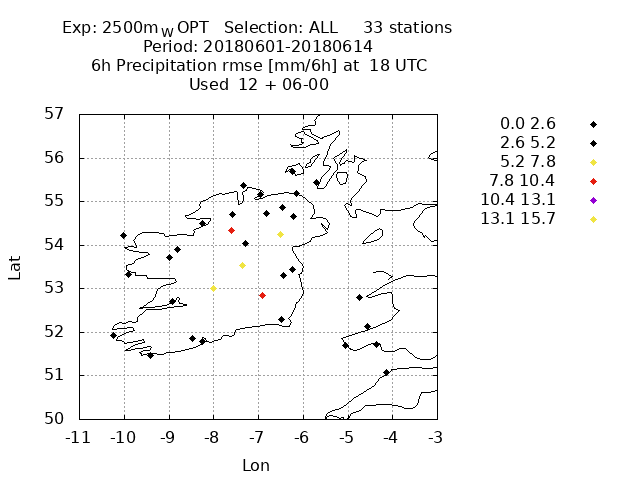 Exp: 2500m_W OPT   Selection: ALL     33 stations
Period: 20180601-20180614
6h Precipitation rmse [mm/6h] at  18 UTC
Used  12 + 06-00
57
56
55
54
53
52
51
50
-11 -10 -9 -8 -7 -6 -5 -4 -3
Lat
Lon
0.0 2.6
2.6 5.2
5.2 7.8
7.8 10.4
10.4 13.1
13.1 15.7